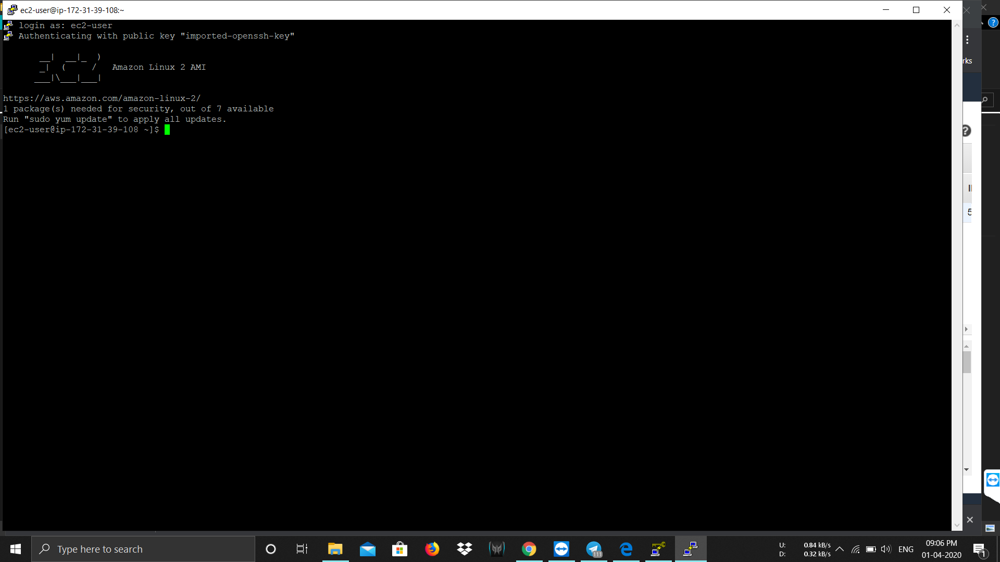 ec2-user@ip-172-31-39-108:~
login as: ec2-user
Authenticating with public key "imported-openssh-key"
       __|  __|_  )
       _|  (     /   Amazon Linux 2 AMI
      ___|\___|___|
https://aws.amazon.com/amazon-linux-2/
1 package(s) needed for security, out of 7 available
Run "sudo yum update" to apply all updates.
[ec2-user@ip-172-31-39-108 ~]$
rks
5
Type here to search
111
U: 0.84 kB/s
D: 0.32 kB/s
ENG
09:06 PM
01-04-2020
1